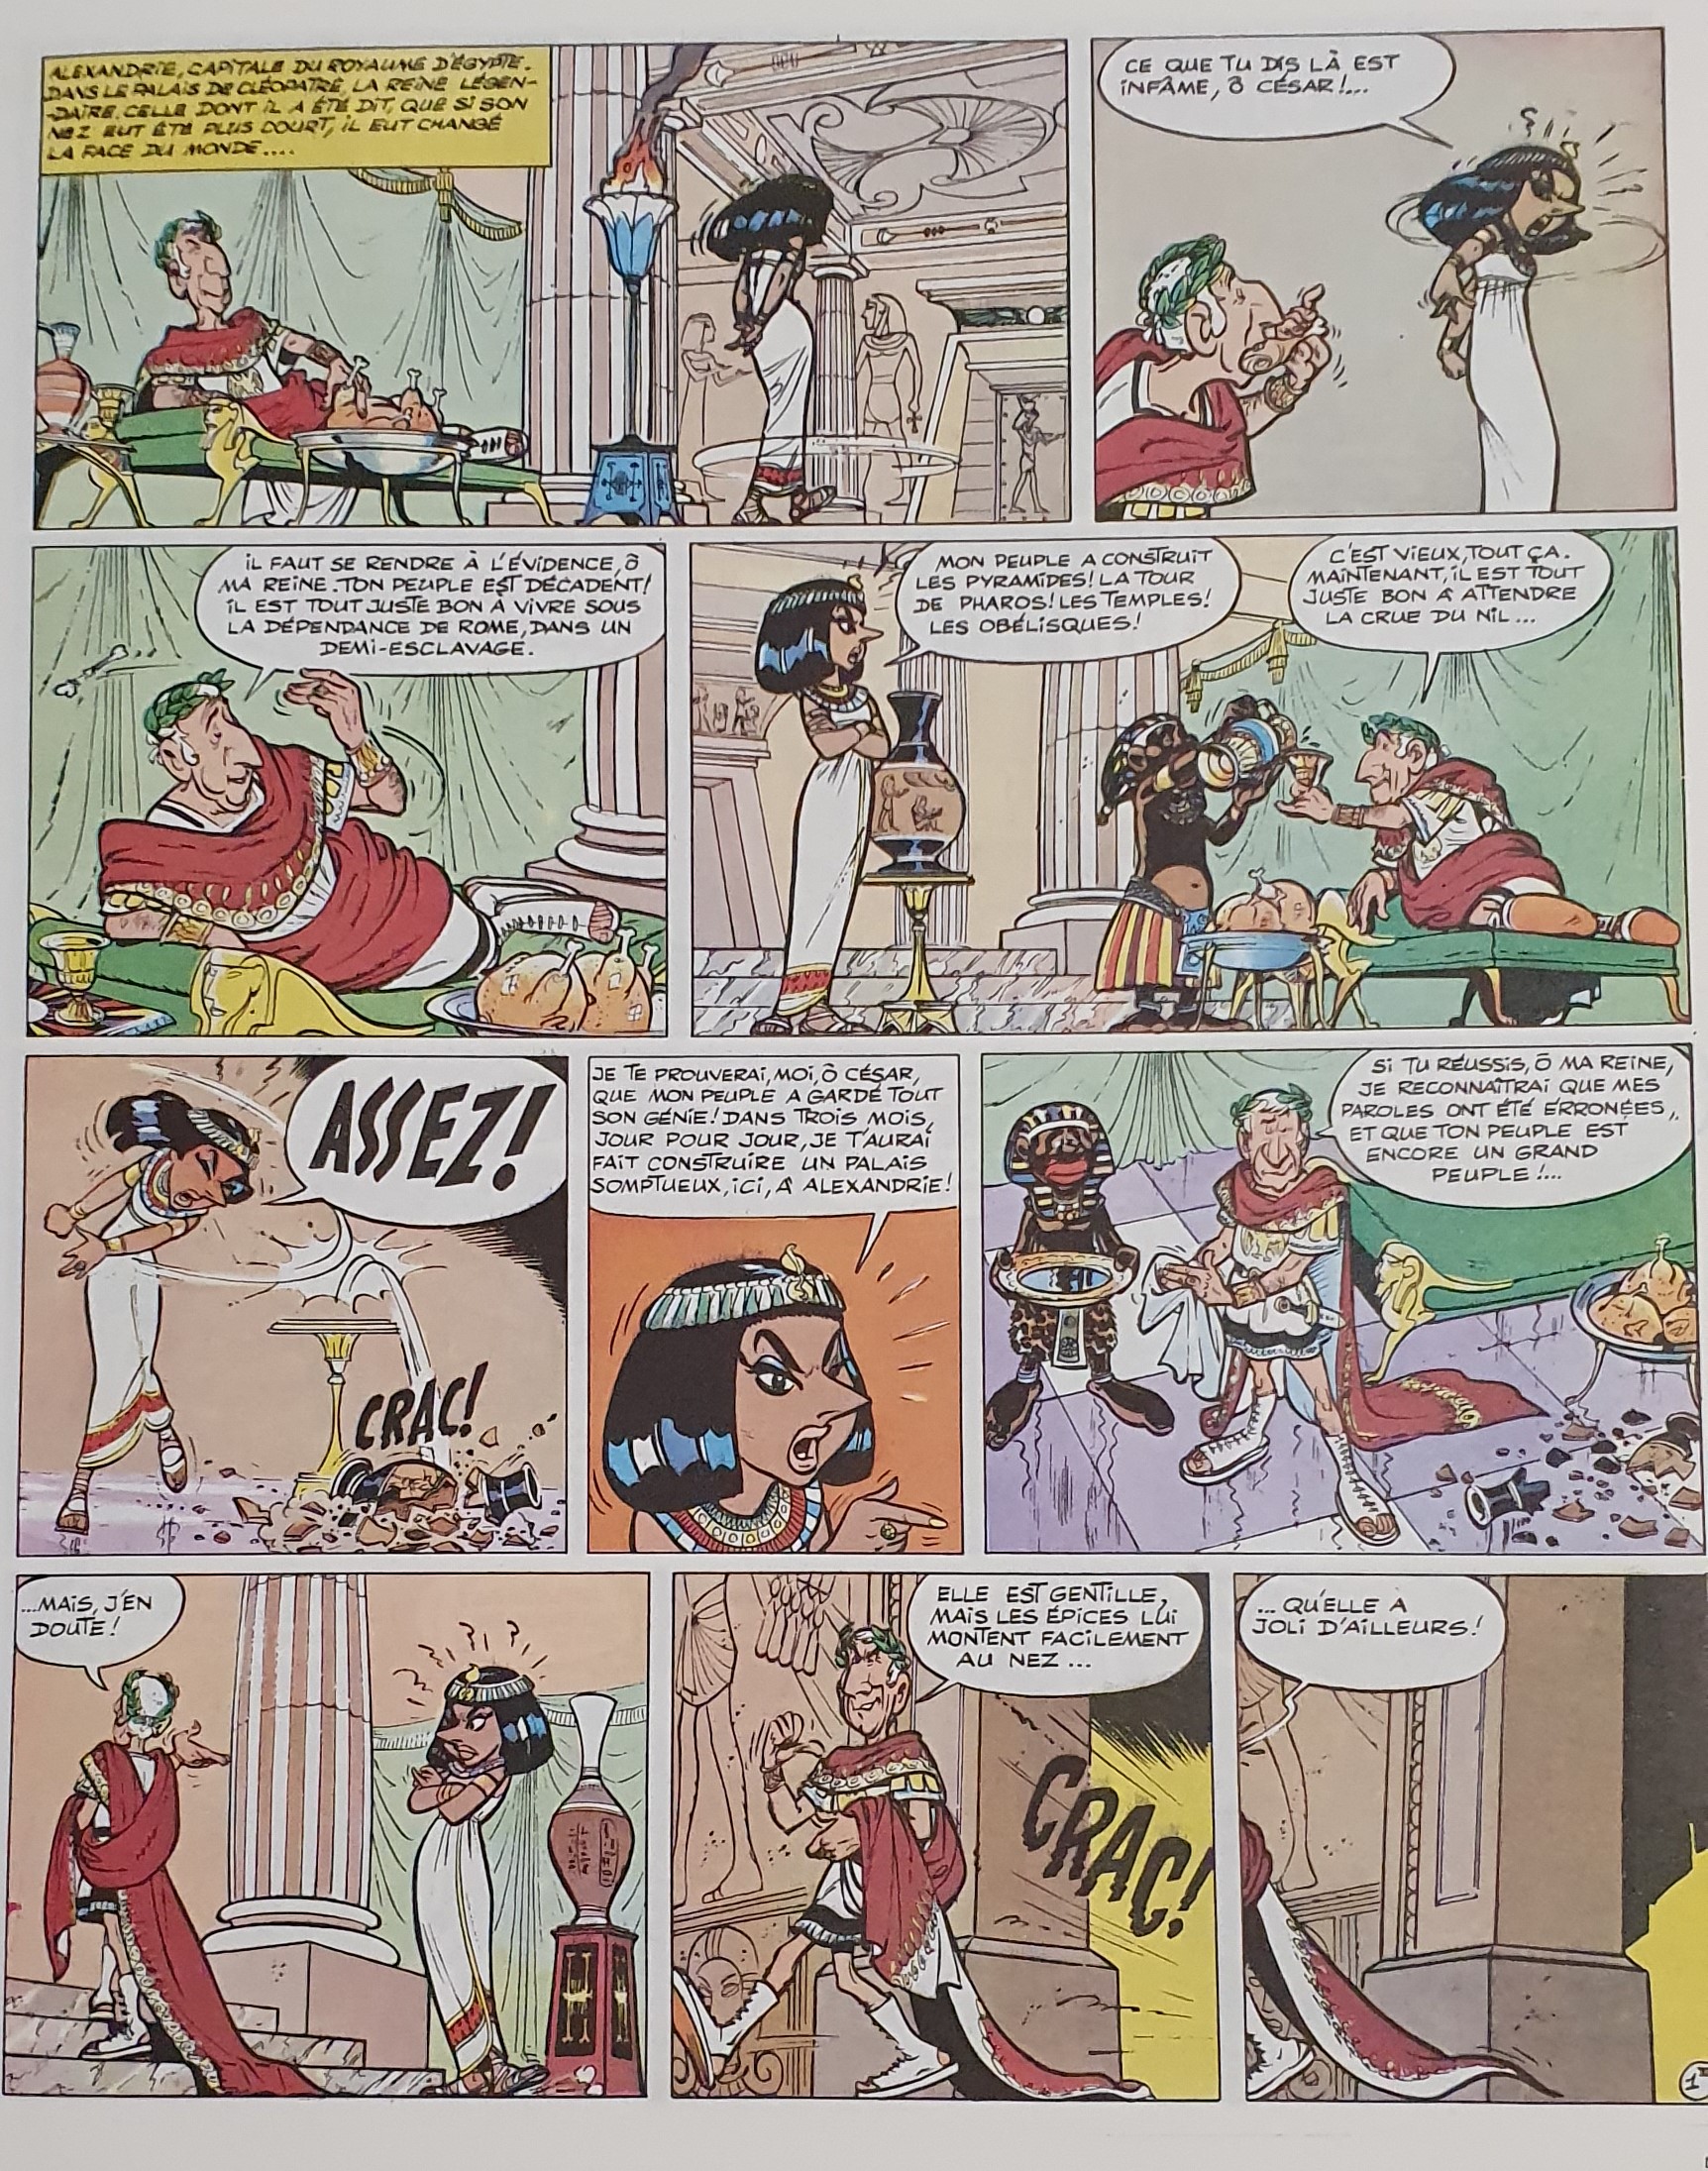 ALEXANDRIE, CAPITALE DU ROYAUME D'ÉGYPTE.
DANS LE PALAIS DE CLÉOPATRE, LA REINE LÉGEN-
-DAIRE. CELLE DONT IL A ÉTÉ DIT, QUE SI SON
NEZ EUT ÉTÉ PLUS COURT, IL EUT CHANGÉ
LA FACE DU MONDE....
CE QUE TU DIS LÀ EST
INFÂME, Ô CÉSAR!...
IL FAUT SE RENDRE À L'ÉVIDENCE, Ô
MA REINE. TON PEUPLE EST DÉCADENT!
IL EST TOUT JUSTE BON À VIVRE SOUS
LA DÉPENDANCE DE ROME, DANS UN
DEMI-ESCLAVAGE.
MON PEUPLE A CONSTRUIT
LES PYRAMIDES! LA TOUR
DE PHAROS! LES TEMPLES!
LES OBÉLISQUES!
C'EST VIEUX, TOUT ÇA.
MAINTENANT, IL EST TOUT
JUSTE BON À ATTENDRE
LA CRUE DU NIL...
ASSEZ!
CRAC!
JE TE PROUVERAI, MOI, Ô CÉSAR,
QUE MON PEUPLE A GARDÉ TOUT
SON GÉNIE! DANS TROIS MOIS,
JOUR POUR JOUR, JE T'AURAI
FAIT CONSTRUIRE UN PALAIS
SOMPTUEUX, ICI, À ALEXANDRIE!
SI TU RÉUSSIS, Ô MA REINE,
JE RECONNAÎTRAI QUE MES
PAROLES ONT ÉTÉ ERRONÉES,
ET QUE TON PEUPLE EST
ENCORE UN GRAND
PEUPLE!....
...MAIS, J'EN
DOUTE!
ELLE EST GENTILLE,
MAIS LES ÉPICES LUI
MONTENT FACILEMENT
AU NEZ...
CRAC!
...QU'ELLE A
JOLI D'AILLEURS!
1